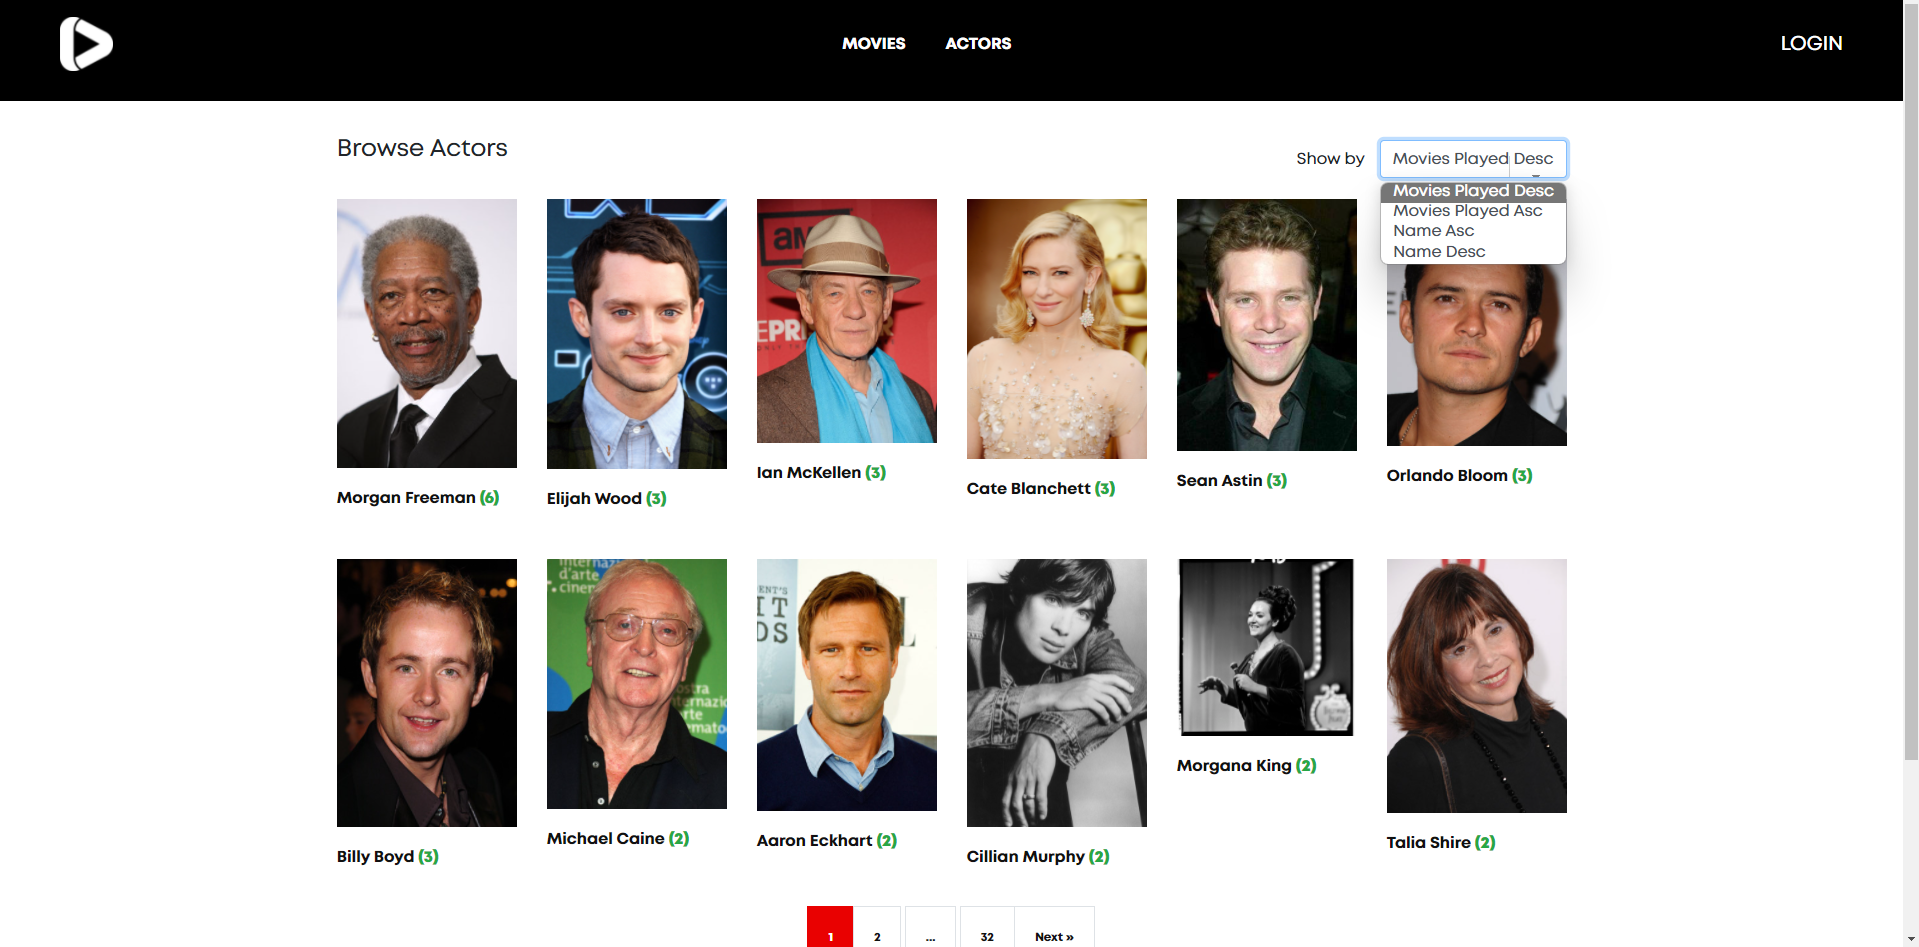 MOVIES ACTORS LOGIN
Browse Actors
Show by Movies Played Desc
Movies Played Desc
Movies Played Asc
Name Asc
Name Desc
Morgan Freeman (6)
Elijah Wood (3)
Ian McKellen (3)
Cate Blanchett (3)
Sean Astin (3)
Orlando Bloom (3)
d'arte
Billy Boyd (3)
Michael Caine (2)
Aaron Eckhart (2)
Cillian Murphy (2)
Morgana King (2)
Talia Shire (2)
1 2 ... 32 Next »